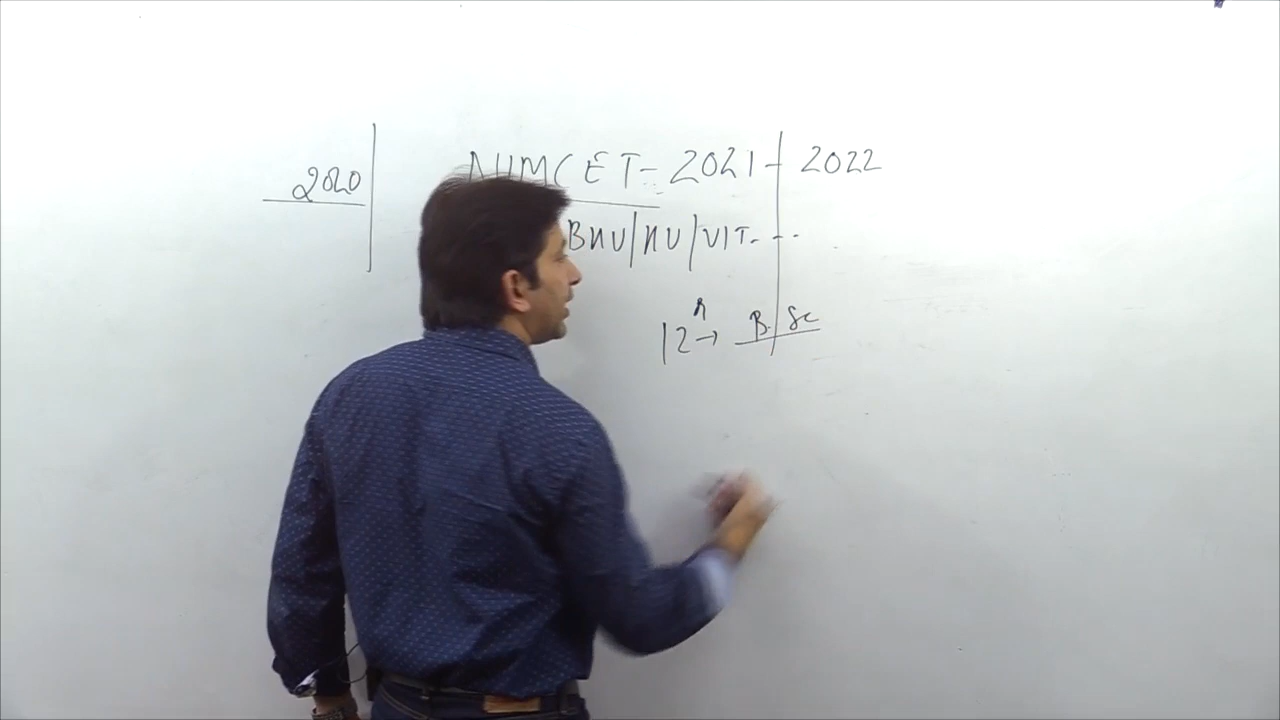 2020
NIMCET - 2021 - 2022
BHU/HU/VIT- - -
12 → B.Sc